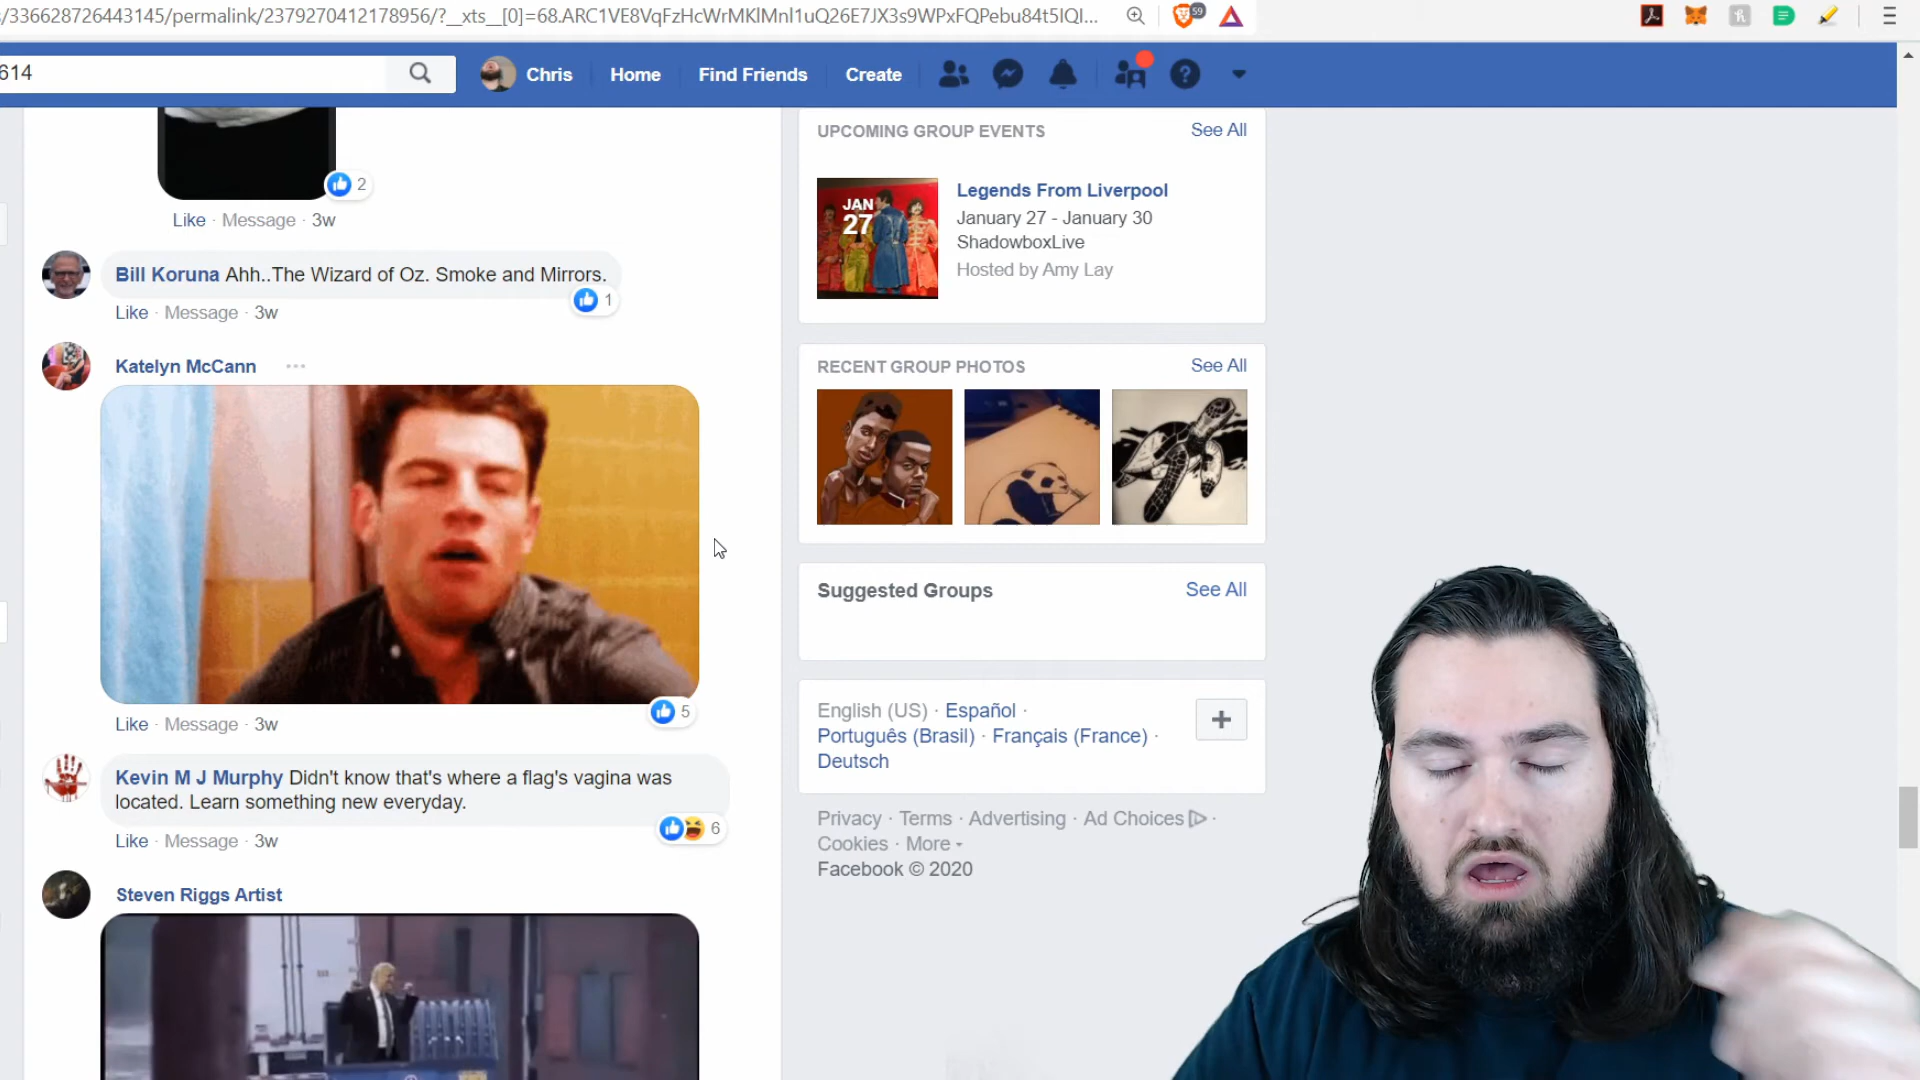 s/336628726443145/permalink/2379270412178956/?__xts__[0]=68.ARC1VE8VqFzHcWrMKlMnl1uQ26E7JX3s9WPxFQPebu84t5IQI...
59
614
Chris
Home
Find Friends
Create
2
Like · Message · 3w
Bill Koruna Ahh..The Wizard of Oz. Smoke and Mirrors.
1
Like · Message · 3w
Katelyn McCann
5
Like · Message · 3w
Kevin M J Murphy Didn't know that's where a flag's vagina was
located. Learn something new everyday.
6
Like · Message · 3w
Steven Riggs Artist
UPCOMING GROUP EVENTS
See All
JAN
27
Legends From Liverpool
January 27 - January 30
ShadowboxLive
Hosted by Amy Lay
RECENT GROUP PHOTOS
See All
Suggested Groups
See All
English (US) · Español ·
Português (Brasil) · Français (France) ·
Deutsch
Privacy · Terms · Advertising · Ad Choices ·
Cookies · More
Facebook © 2020